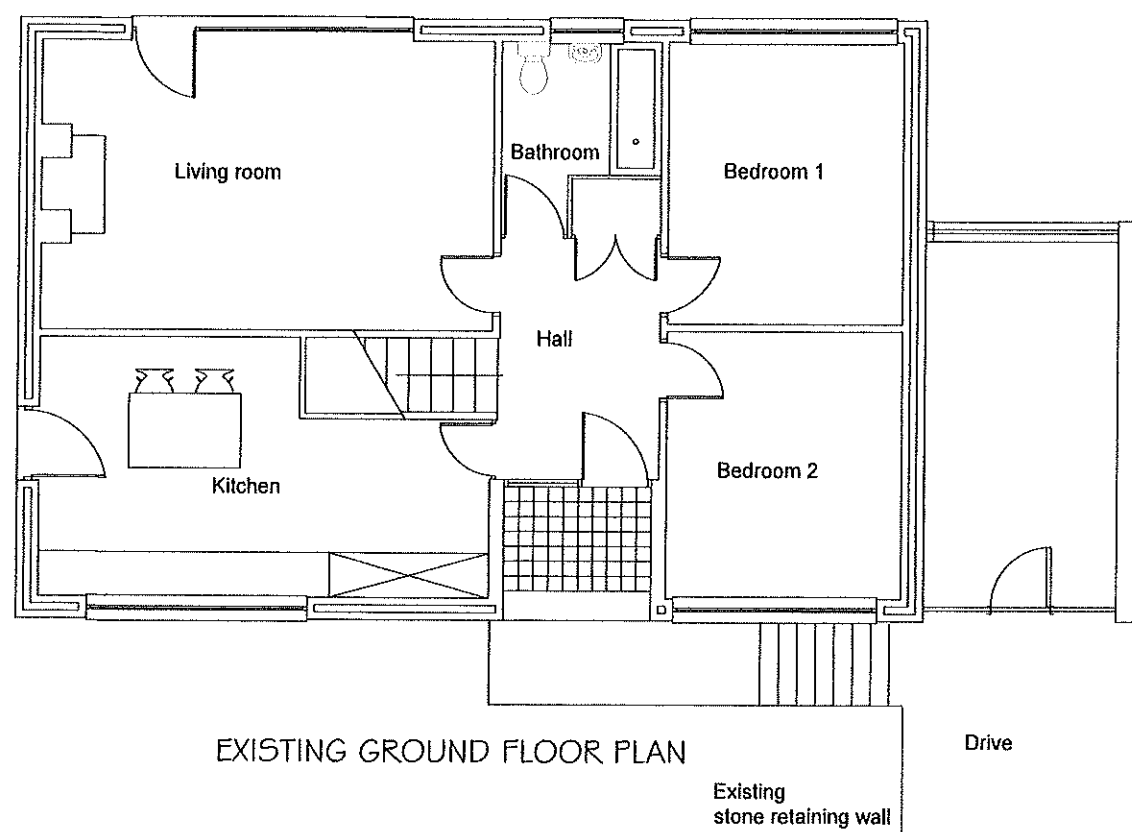 Living room
Bathroom
Bedroom 1
Hall
Kitchen
Bedroom 2
EXISTING GROUND FLOOR PLAN
Drive
Existing
stone retaining wall